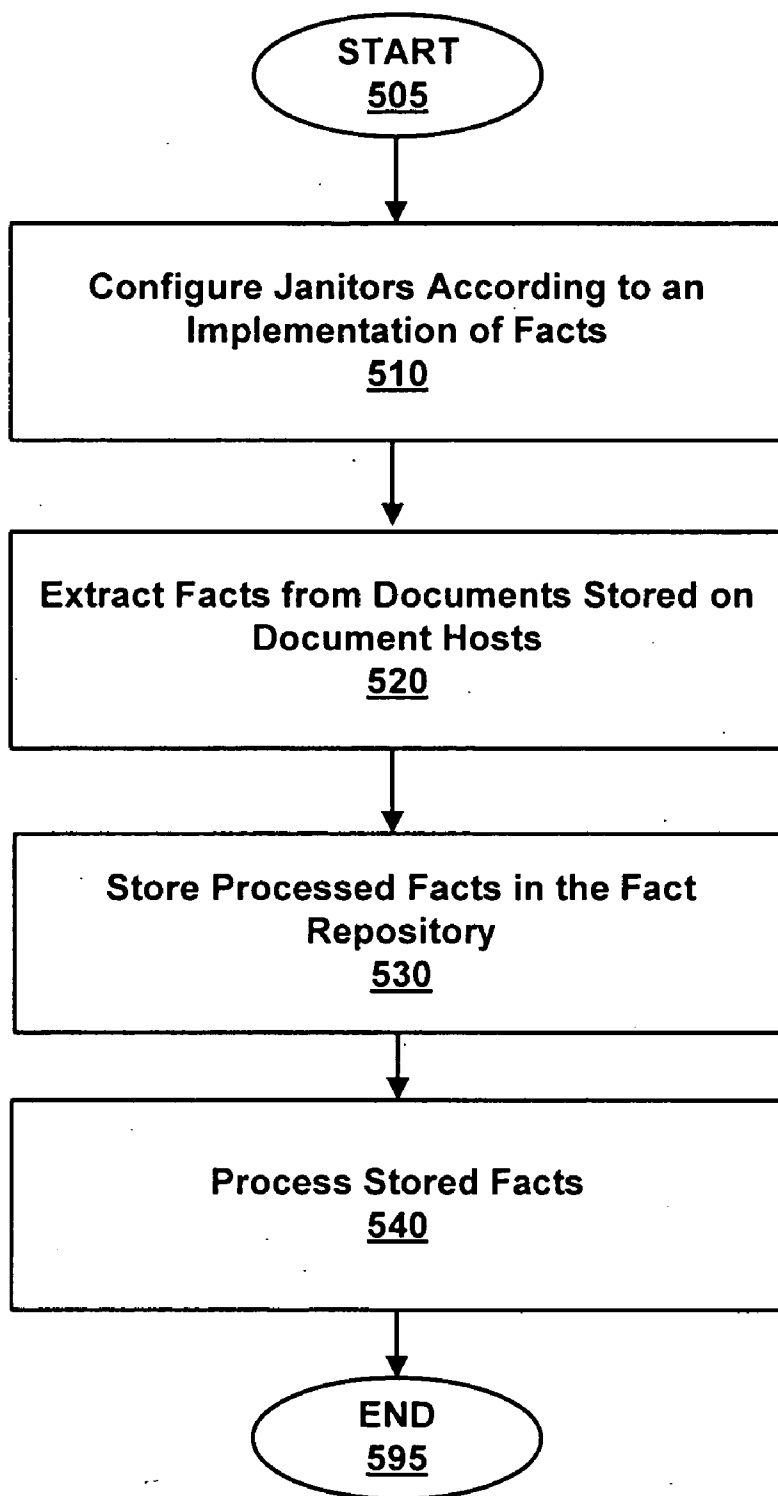 START
505
Configure Janitors According to an
Implementation of Facts
510
Extract Facts from Documents Stored on
Document Hosts
520
Store Processed Facts in the Fact
Repository
530
Process Stored Facts
540
END
595